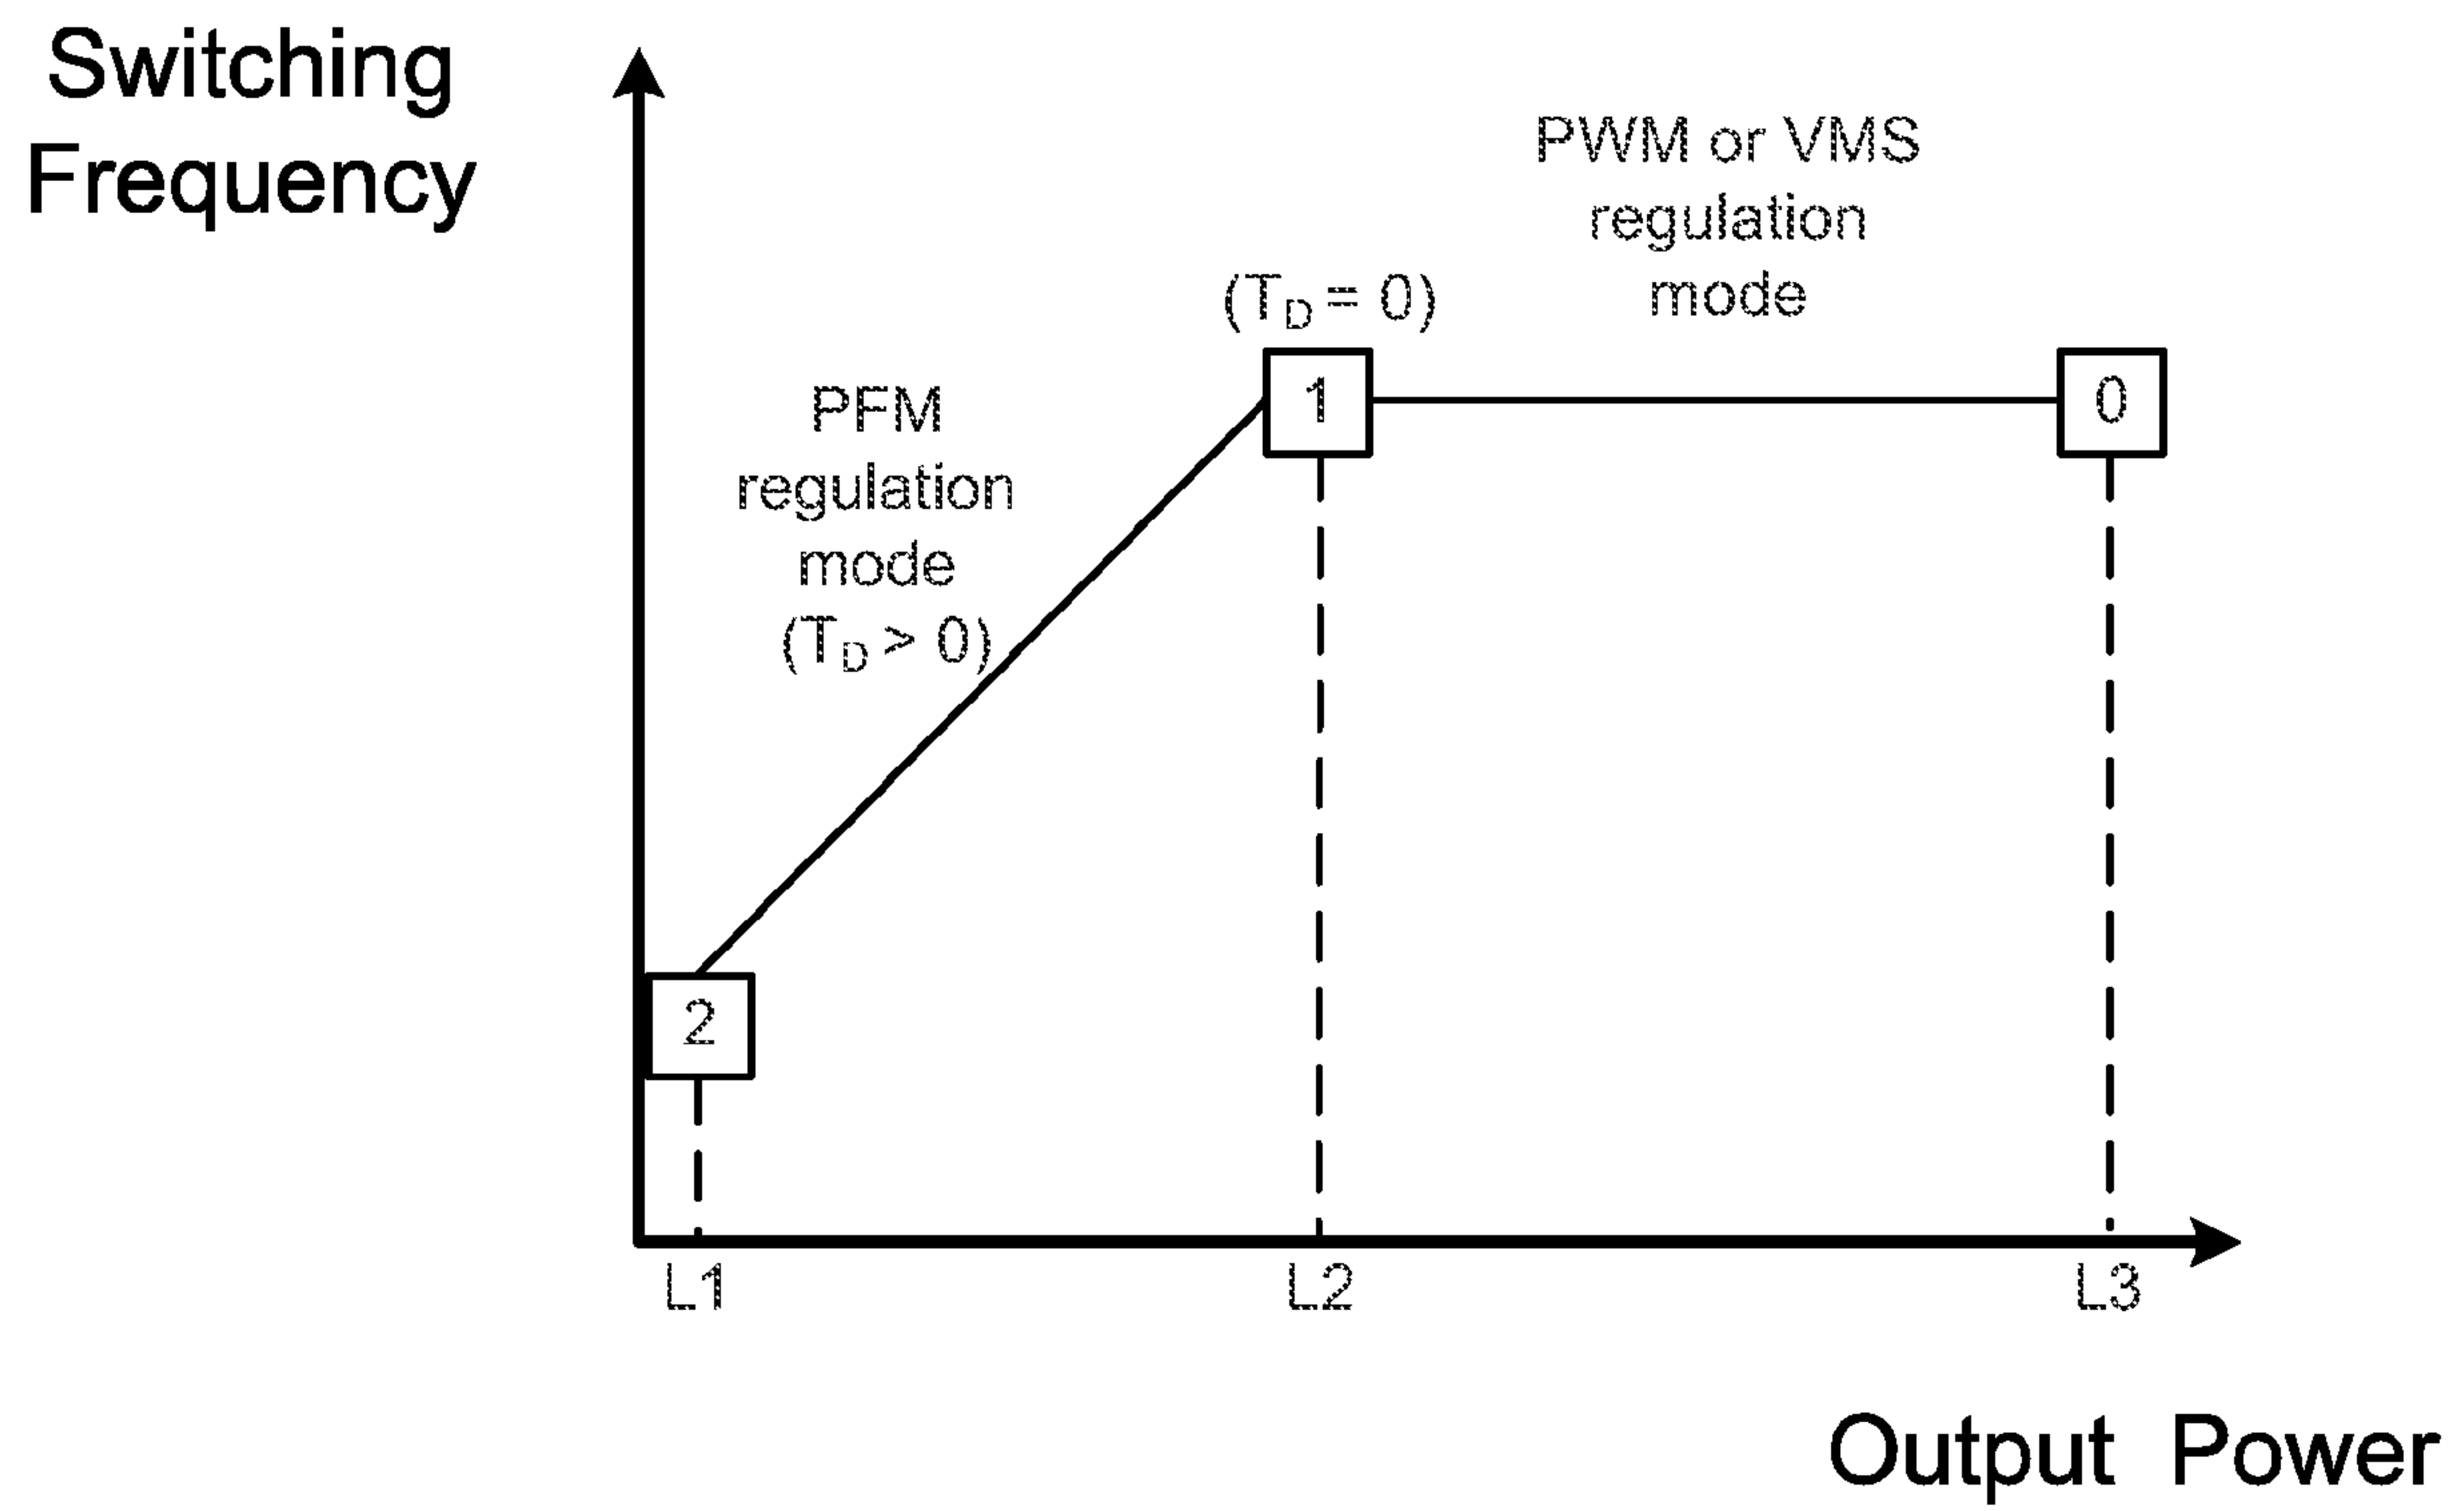 Switching
Frequency
PWM or VMS
regulation
mode
(TD = 0)
PFM
regulation
mode
(TD > 0)
1
0
2
L1
L2
L3
Output Power